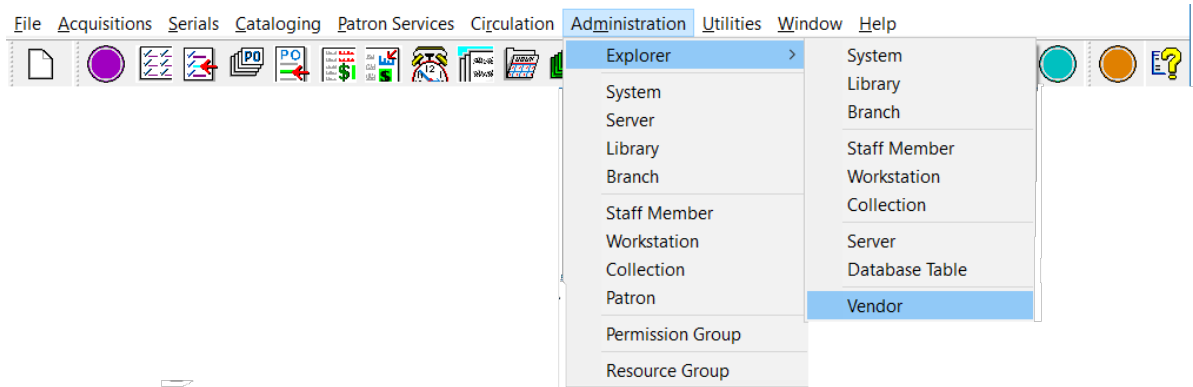 File Acquisitions Serials Cataloging Patron Services Circulation Administration Utilities Window Help
PO PO
Explorer >
System
Server
Library
Branch
Staff Member
Workstation
Collection
Patron
Permission Group
Resource Group
System
Library
Branch
Staff Member
Workstation
Collection
Server
Database Table
Vendor